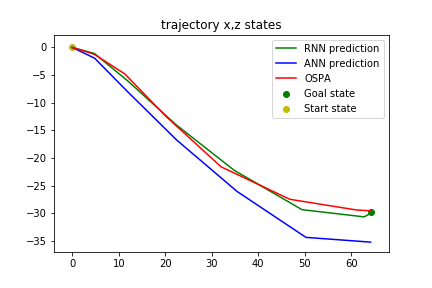 trajectory x,z states
RNN prediction
ANN prediction
OSPA
Goal state
Start state
0
−5
−10
−15
−20
−25
−30
−35
0 10 20 30 40 50 60